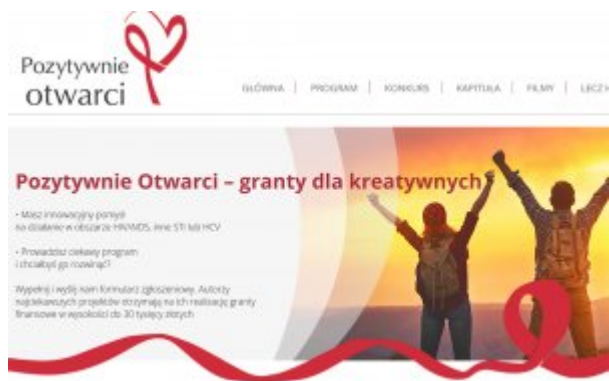 Pozytywnie
otwarci
GŁÓWNA | PROGRAM | KONKURS | KAPITUŁA | FILMY | LECZ H
Pozytywnie Otwarci – granty dla kreatywnych
• Masz innowacyjny pomysł
na działanie w obszarze HIV/AIDS, inne STI lub HCV
• Prowadzisz ciekawy program
i chciałbyś go rozwinąć?
Wypełnij i wyślij nam formularz zgłoszeniowy. Autorzy
najciekawszych projektów otrzymają na ich realizację granty
finansowe w wysokości do 30 tysięcy złotych